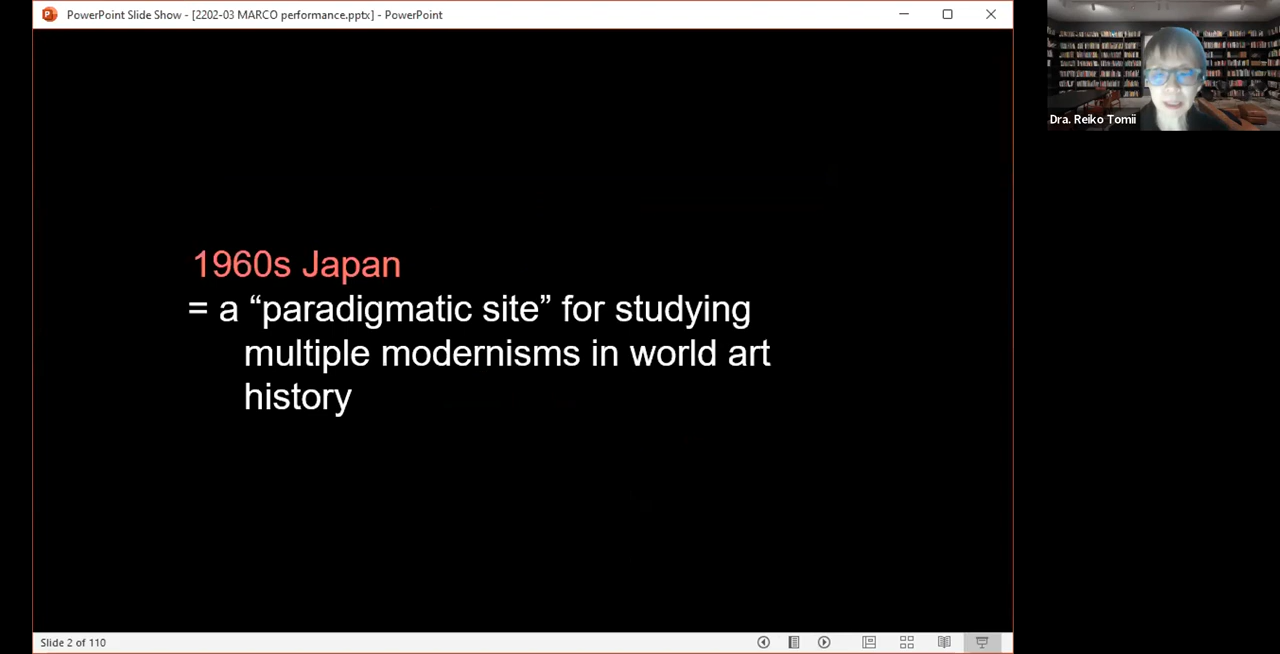 PowerPoint Slide Show - [2202-03 MARCO performance.pptx] - PowerPoint
Dra. Reiko Tomii
1960s Japan
= a “paradigmatic site” for studying
multiple modernisms in world art
history
Slide 2 of 110